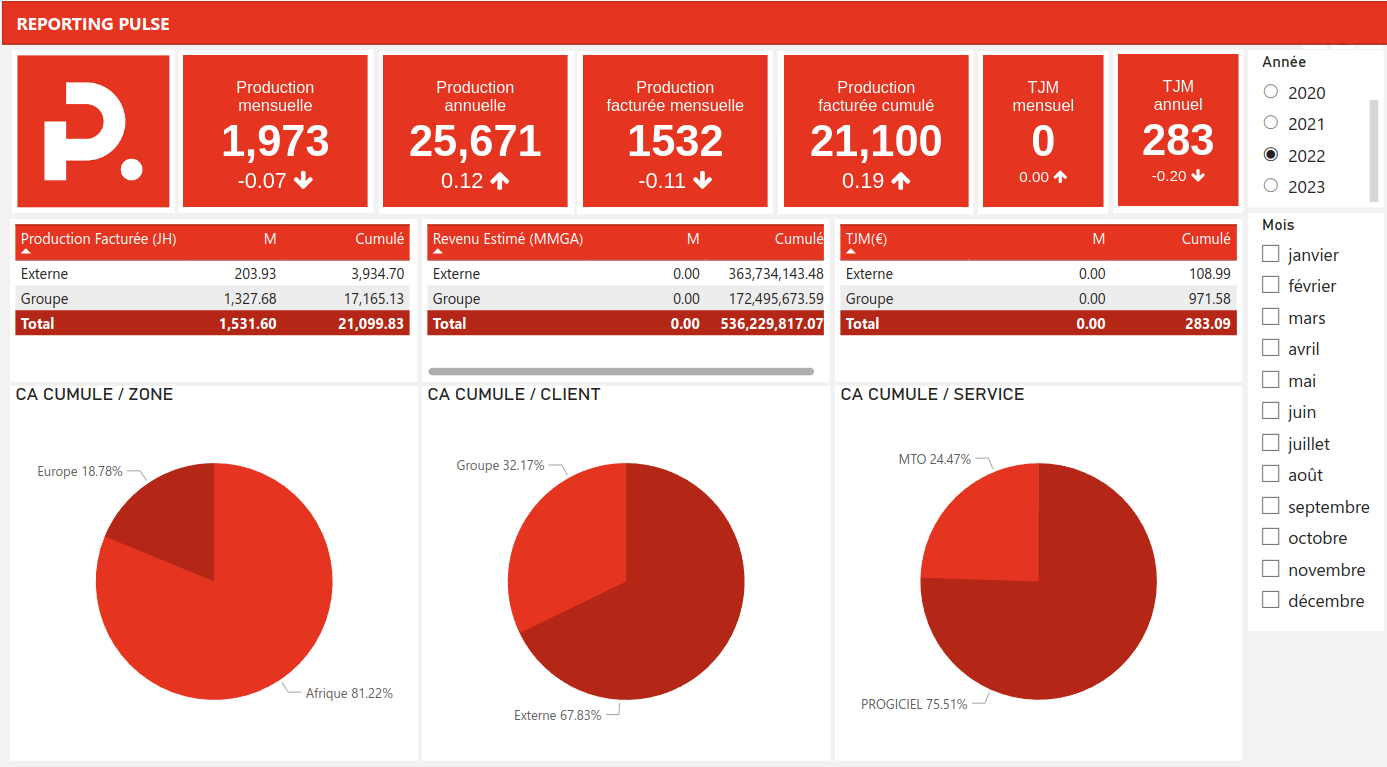 REPORTING PULSE
Production
mensuelle
1,973
-0.07
Production
annuelle
25,671
0.12
Production
facturée mensuelle
1532
-0.11
Production
facturée cumulé
21,100
0.19
TJM
mensuel
0
0.00
TJM
annuel
283
-0.20
Année
2020
2021
2022
2023
Production Facturée (JH) M Cumulé
Externe 203.93 3,934.70
Groupe 1,327.68 17,165.13
Total 1,531.60 21,099.83
Revenu Estimé (MMGA) M Cumulé
Externe 0.00 363,734,143.48
Groupe 0.00 172,495,673.59
Total 0.00 536,229,817.07
TJM(€) M Cumulé
Externe 0.00 108.99
Groupe 0.00 971.58
Total 0.00 283.09
Mois
janvier
février
mars
avril
mai
juin
juillet
août
septembre
octobre
novembre
décembre
CA CUMULE / ZONE
Europe 18.78%
Afrique 81.22%
CA CUMULE / CLIENT
Groupe 32.17%
Externe 67.83%
CA CUMULE / SERVICE
MTO 24.47%
PROGICIEL 75.51%